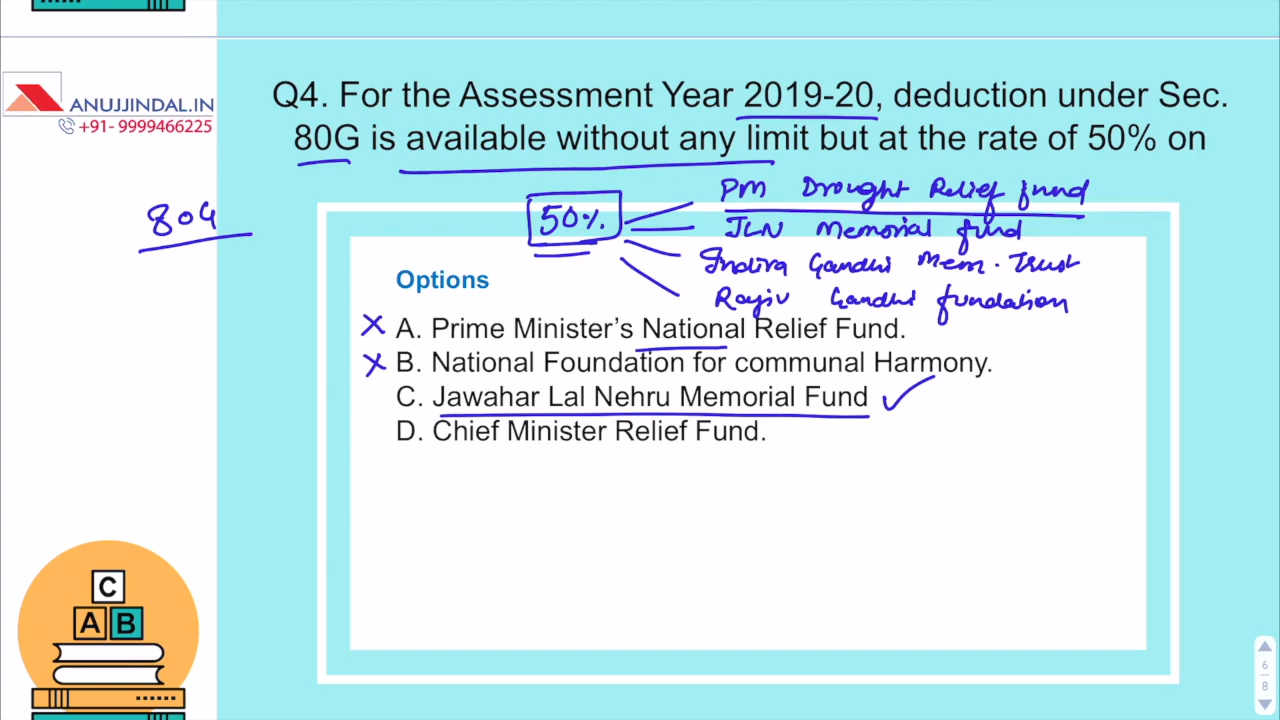 ANUJJINDAL.IN
+91- 9999466225
Q4. For the Assessment Year 2019-20, deduction under Sec.
80G is available without any limit but at the rate of 50% on
80G
50%
PM Drought Relief fund
JLN Memorial fund
Indira Gandhi Mem. Trust
Rajiv Gandhi fundation
Options
A. Prime Minister’s National Relief Fund.
B. National Foundation for communal Harmony.
C. Jawahar Lal Nehru Memorial Fund
D. Chief Minister Relief Fund.
C
A B
6
8